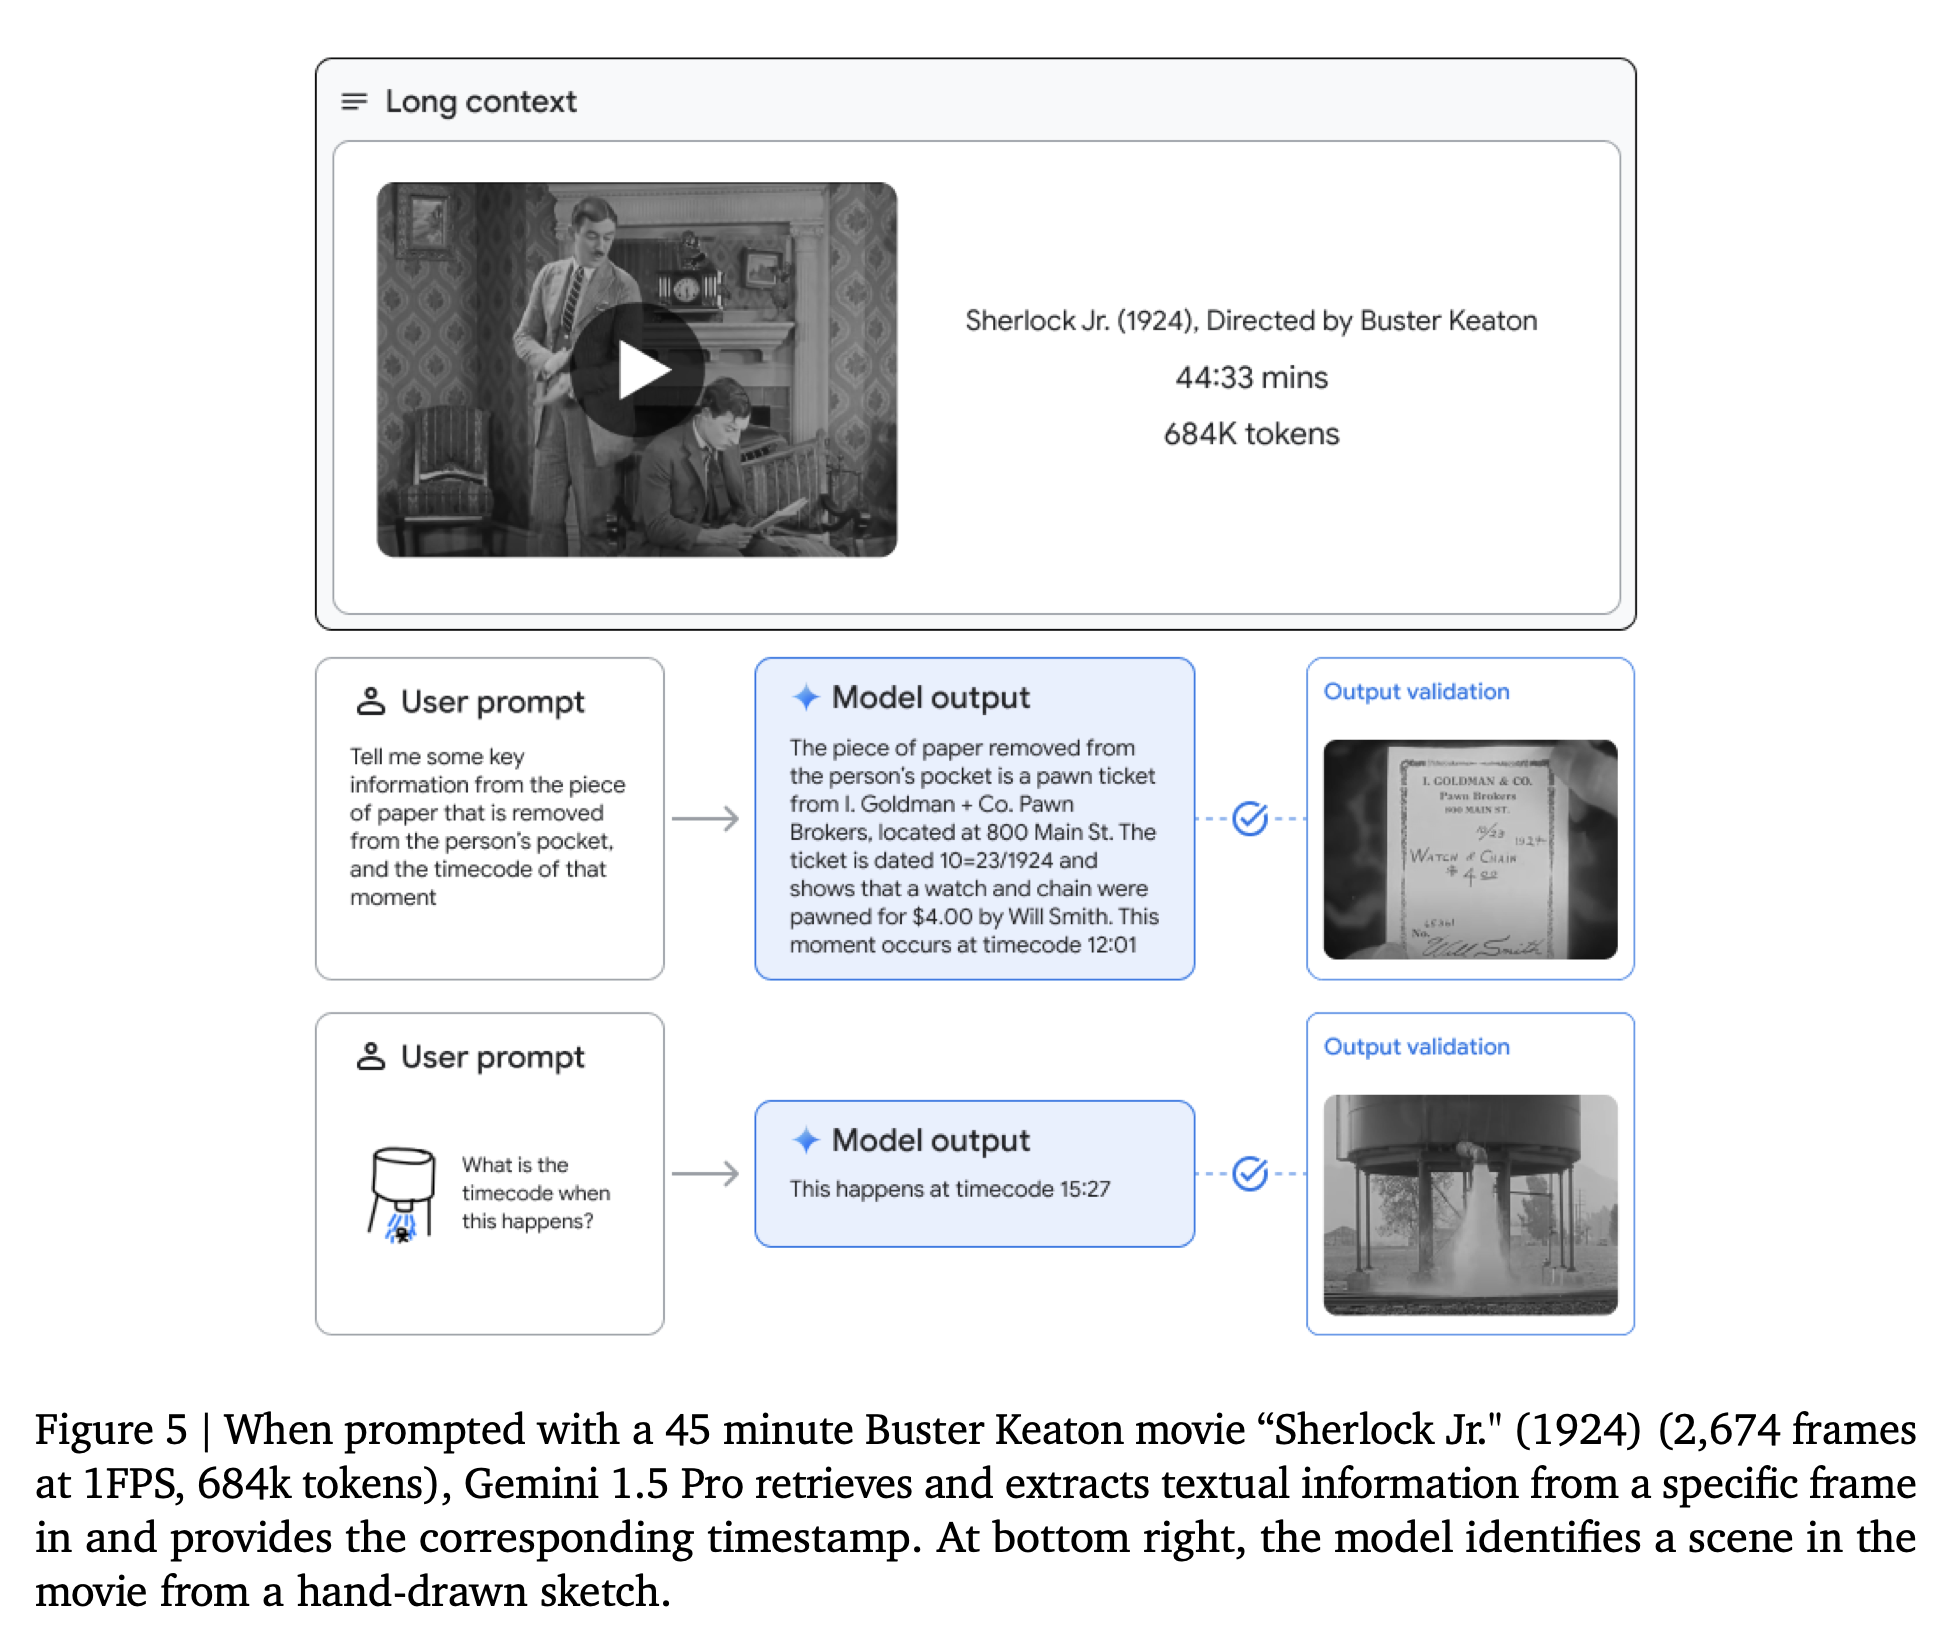 Long context
Sherlock Jr. (1924), Directed by Buster Keaton
44:33 mins
684K tokens
User prompt
Tell me some key
information from the piece
of paper that is removed
from the person's pocket,
and the timecode of that
moment
Model output
The piece of paper removed from
the person's pocket is a pawn ticket
from I. Goldman + Co. Pawn
Brokers, located at 800 Main St. The
ticket is dated 10=23/1924 and
shows that a watch and chain were
pawned for $4.00 by Will Smith. This
moment occurs at timecode 12:01
Output validation
I. GOLDMAN & CO.
Pawn Brokers
800 MAIN ST.
10/23 1924
WATCH & CHAIN
$ 4 00
45361
No.
Will Smith
User prompt
What is the
timecode when
this happens?
Model output
This happens at timecode 15:27
Output validation
Figure 5 | When prompted with a 45 minute Buster Keaton movie “Sherlock Jr." (1924) (2,674 frames
at 1FPS, 684k tokens), Gemini 1.5 Pro retrieves and extracts textual information from a specific frame
in and provides the corresponding timestamp. At bottom right, the model identifies a scene in the
movie from a hand-drawn sketch.